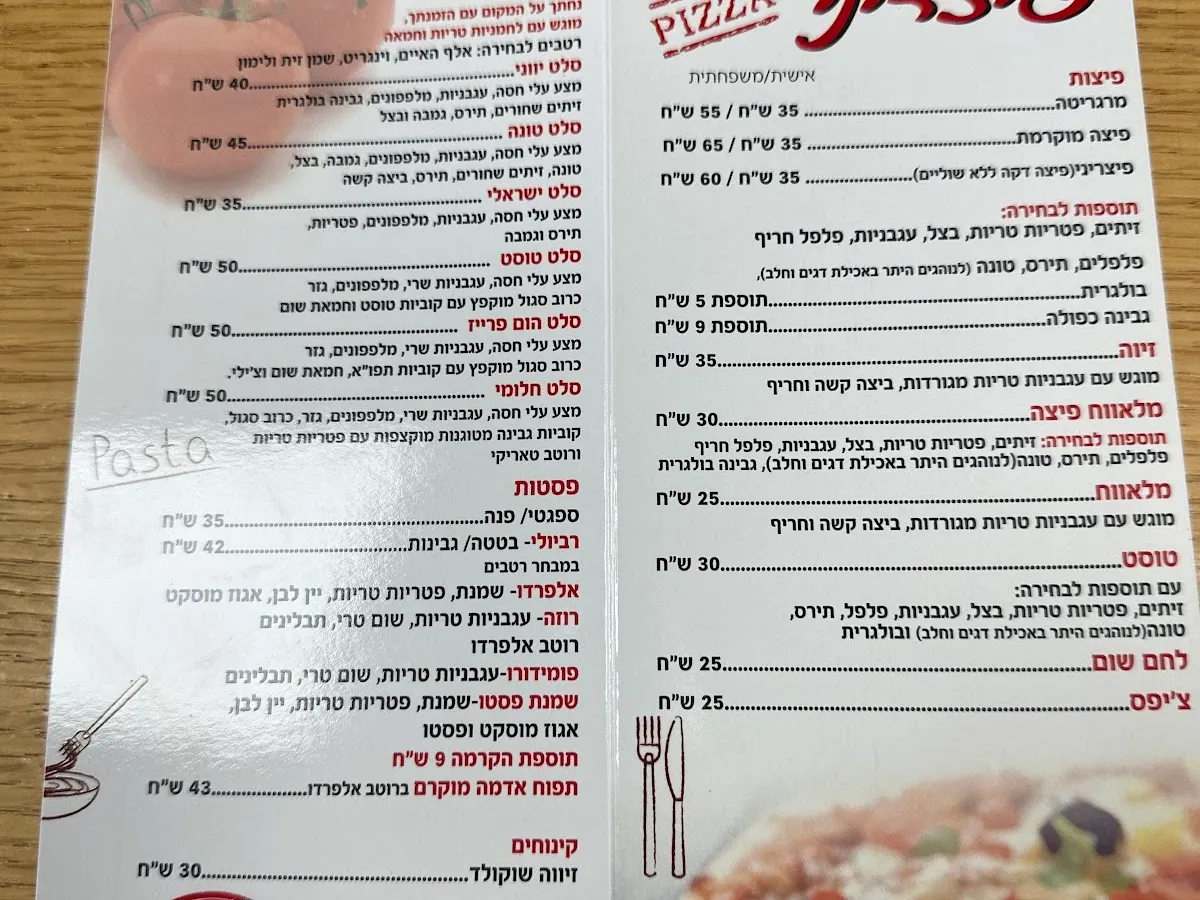 PIZZA
פיצריני
אישית/משפחתית
פיצות
מרגריטה........35 ש"ח / 55 ש"ח
פיצה מוקרמת........35 ש"ח / 65 ש"ח
פיצריני(פיצה דקה ללא שוליים)........35 ש"ח / 60 ש"ח
תוספות לבחירה:
זיתים, פטריות טריות, בצל, עגבניות, פלפל חריף
פלפלים, תירס, טונה (לנוהגים היתר באכילת דגים וחלב),
בולגרית........תוספת 5 ש"ח
גבינה כפולה........תוספת 9 ש"ח
זיוה........35 ש"ח
מוגש עם עגבניות טריות מגורדות, ביצה קשה וחריף
מלאווח פיצה........30 ש"ח
תוספות לבחירה: זיתים, פטריות טריות, בצל, עגבניות, פלפל חריף
פלפלים, תירס, טונה(לנוהגים היתר באכילת דגים וחלב), גבינה בולגרית
מלאווח........25 ש"ח
מוגש עם עגבניות טריות מגורדות, ביצה קשה וחריף
טוסט........30 ש"ח
עם תוספות לבחירה:
זיתים, פטריות טריות, בצל, עגבניות, פלפל, תירס,
טונה(לנוהגים היתר באכילת דגים וחלב) ובולגרית
לחם שום........25 ש"ח
צ'יפס........25 ש"ח
נחתך על המקום עם הזמנתך,
מוגש עם לחמניות טריות וחמאה
רטבים לבחירה: אלף האיים, וינגריט, שמן זית ולימון
סלט יווני........40 ש"ח
מצע עלי חסה, עגבניות, מלפפונים, גבינה בולגרית
זיתים שחורים, תירס, גמבה ובצל
סלט טונה........45 ש"ח
מצע עלי חסה, עגבניות, מלפפונים, גמבה, בצל,
טונה, זיתים שחורים, תירס, ביצה קשה
סלט ישראלי........35 ש"ח
מצע עלי חסה, עגבניות, מלפפונים, פטריות,
תירס וגמבה
סלט טוסט........50 ש"ח
מצע עלי חסה, עגבניות שרי, מלפפונים, גזר
כרוב סגול מוקפץ עם קוביות טוסט וחמאת שום
סלט הום פרייז........50 ש"ח
מצע עלי חסה, עגבניות שרי, מלפפונים, גזר
כרוב סגול מוקפץ עם קוביות תפו"א, חמאת שום וצ'ילי.
סלט חלומי........50 ש"ח
מצע עלי חסה, עגבניות שרי, מלפפונים, גזר, כרוב סגול,
קוביות גבינה מטוגנות מוקצפות עם פטריות טריות
ורוטב טאריקי
Pasta
פסטות
ספגטי/ פנה........35 ש"ח
רביולי- בטטה/ גבינות........42 ש"ח
במבחר רטבים
אלפרדו- שמנת, פטריות טריות, יין לבן, אגוז מוסקט
רוזה- עגבניות טריות, שום טרי, תבלינים
רוטב אלפרדו
פומידורו-עגבניות טריות, שום טרי, תבלינים
שמנת פסטו-שמנת, פטריות טריות, יין לבן,
אגוז מוסקט ופסטו
תוספת הקרמה 9 ש"ח
תפוח אדמה מוקרם ברוטב אלפרדו........43 ש"ח
קינוחים
זיווה שוקולד........30 ש"ח